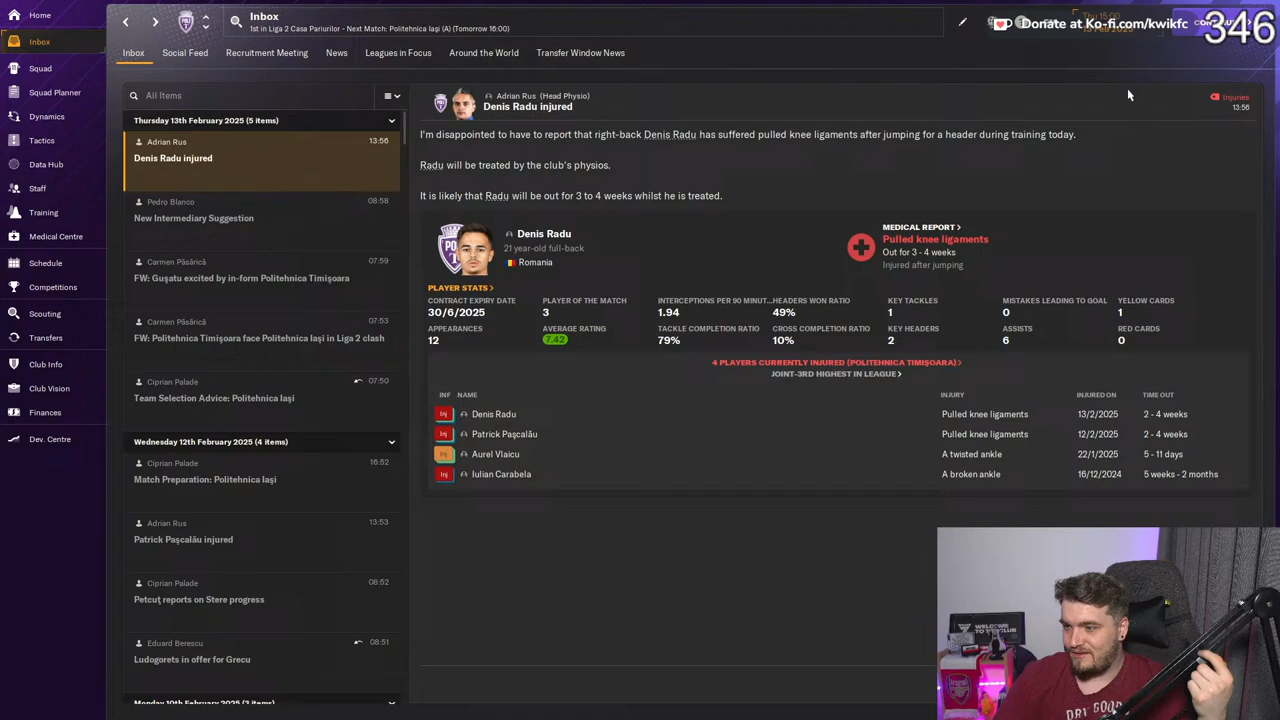 Home
Inbox
Squad
Squad Planner
Dynamics
Tactics
Data Hub
Staff
Training
Medical Centre
Schedule
Competitions
Scouting
Transfers
Club Info
Club Vision
Finances
Dev. Centre
Inbox
1st in Liga 2 Casa Pariurilor - Next Match: Politehnica Iaşi (A) (Tomorrow 16:00)
Donate at Ko-fi.com/kwikfc
346
Inbox
Social Feed
Recruitment Meeting
News
Leagues in Focus
Around the World
Transfer Window News
All Items
Thursday 13th February 2025 (5 items)
Adrian Rus 13:56
Denis Radu injured
Pedro Blanco 08:58
New Intermediary Suggestion
Carmen Păsărică 07:59
FW: Guşatu excited by in-form Politehnica Timişoara
Carmen Păsărică 07:53
FW: Politehnica Timişoara face Politehnica Iaşi in Liga 2 clash
Ciprian Palade 07:50
Team Selection Advice: Politehnica Iaşi
Wednesday 12th February 2025 (4 items)
Ciprian Palade 16:52
Match Preparation: Politehnica Iaşi
Adrian Rus 13:53
Patrick Paşcalău injured
Ciprian Palade 08:52
Petcuţ reports on Stere progress
Eduard Berescu 08:51
Ludogorets in offer for Grecu
Monday 10th February 2025 (3 items)
Adrian Rus (Head Physio)
Denis Radu injured
Injuries
13:56
I'm disappointed to have to report that right-back Denis Radu has suffered pulled knee ligaments after jumping for a header during training today.
Radu will be treated by the club's physios.
It is likely that Radu will be out for 3 to 4 weeks whilst he is treated.
POLI
Denis Radu
21 year-old full-back
Romania
MEDICAL REPORT >
Pulled knee ligaments
Out for 3 - 4 weeks
Injured after jumping
PLAYER STATS >
CONTRACT EXPIRY DATE PLAYER OF THE MATCH INTERCEPTIONS PER 90 MINUT... HEADERS WON RATIO KEY TACKLES MISTAKES LEADING TO GOAL YELLOW CARDS
30/6/2025 3 1.94 49% 1 0 1
APPEARANCES AVERAGE RATING TACKLE COMPLETION RATIO CROSS COMPLETION RATIO KEY HEADERS ASSISTS RED CARDS
12 7.42 79% 10% 2 6 0
4 PLAYERS CURRENTLY INJURED (POLITEHNICA TIMIŞOARA) >
JOINT-3RD HIGHEST IN LEAGUE >
INF NAME INJURY INJURED ON TIME OUT
Inj Denis Radu Pulled knee ligaments 13/2/2025 2 - 4 weeks
Inj Patrick Paşcalău Pulled knee ligaments 12/2/2025 2 - 4 weeks
Inj Aurel Vlaicu A twisted ankle 22/1/2025 5 - 11 days
Inj Iulian Carabela A broken ankle 16/12/2024 5 weeks - 2 months
WELCOME